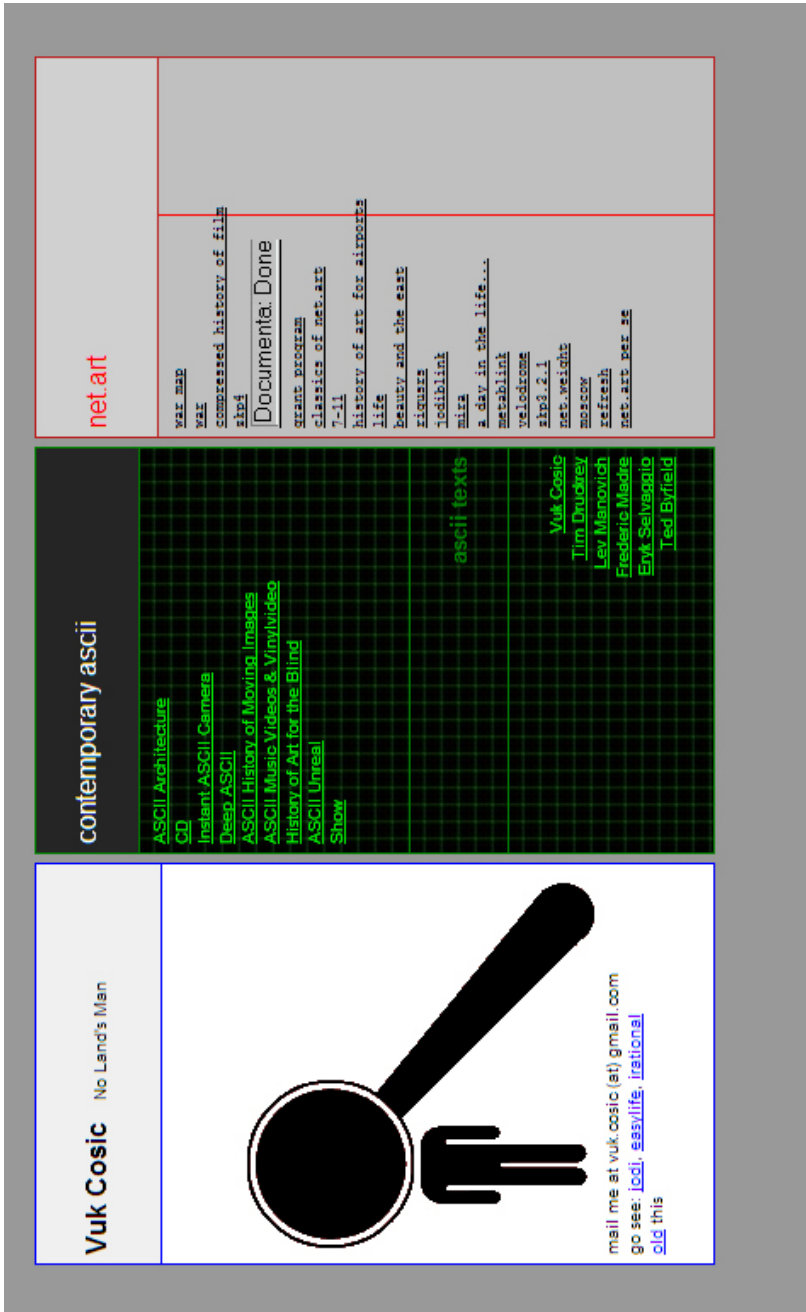 Vuk Cosic No Land's Man
mail me at vuk.cosic (at) gmail.com
go see: jodi, easylife, irational
old this
contemporary ascii
ASCII Architecture
CD
Instant ASCII Camera
Deep ASCII
ASCII History of Moving Images
ASCII Music Videos & Vinylvideo
History of Art for the Blind
ASCII Unreal
Show
ascii texts
Vuk Cosic
Tim Druckrey
Lev Manovich
Frederic Madre
Eryk Selvaggio
Ted Byfield
net.art
war map
war
compressed history of film
skp4
Documenta: Done
grant program
classics of net.art
7-11
history of art for airports
life
beauty and the east
riqusrs
jodiblink
mira
a day in the life...
metablink
velodrome
skp3.2.1
net.weight
moscow
refresh
net.art per se